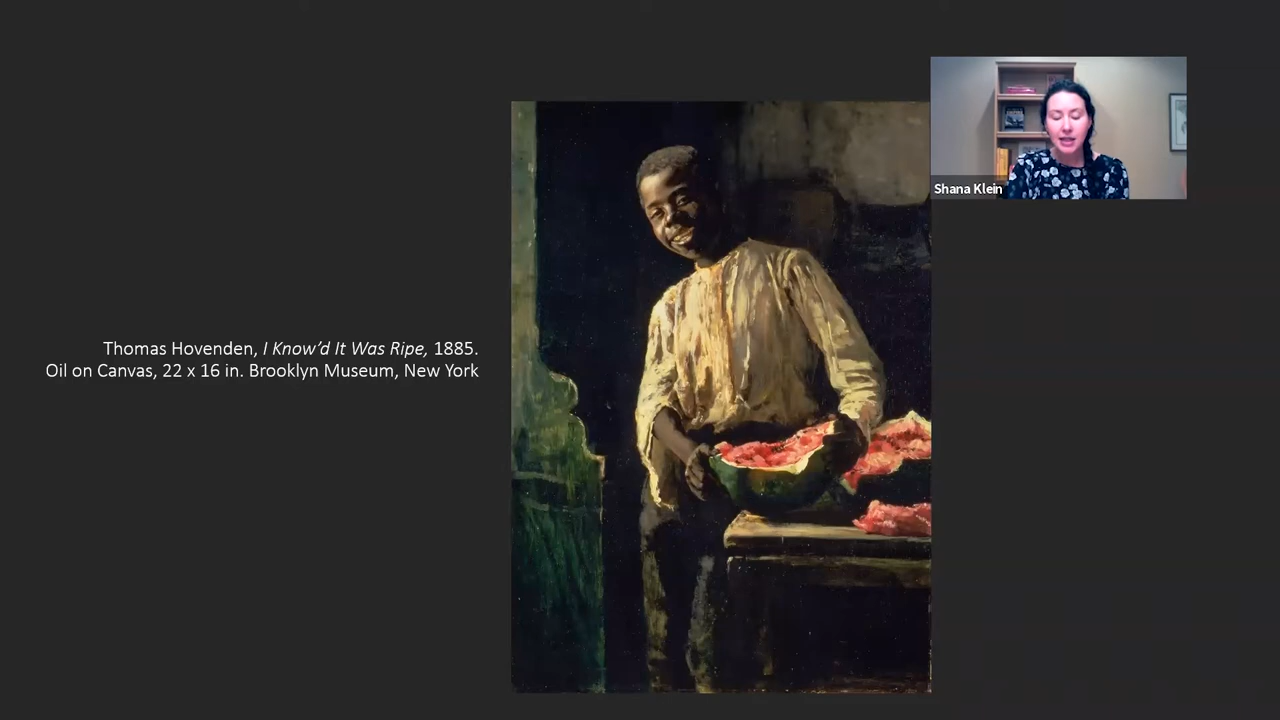 Thomas Hovenden, I Know’d It Was Ripe, 1885.
Oil on Canvas, 22 x 16 in. Brooklyn Museum, New York
Shana Klein